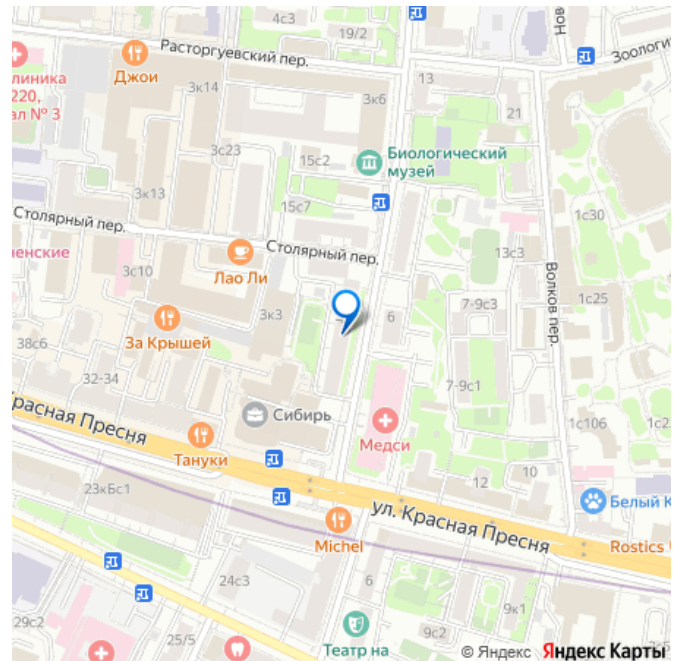 4с3
19/2
Нов
Зоологи
Расторгуевский пер.
Джои
линика
220,
ал № 3
3к14
3к6
13
21
3с23
15с2
Биологический
музей
3к13
15с7
1с30
Столярный пер.
Столярный пер.
ненские
Лао Ли
3с10
13с3
Волков пер.
1с25
3к3
6
7-9с3
За Крышей
38с6
32-34
7-9с1
Сибирь
Медси
1с106
1с2
Красная Пресня
Тануки
23кБс1
12
10
Белый К
ул. Красная Пресня
Michel
Rostics
24с3
6
9к1
29с2
25/5
9с2
Театр на
© Яндекс Яндекс Карты